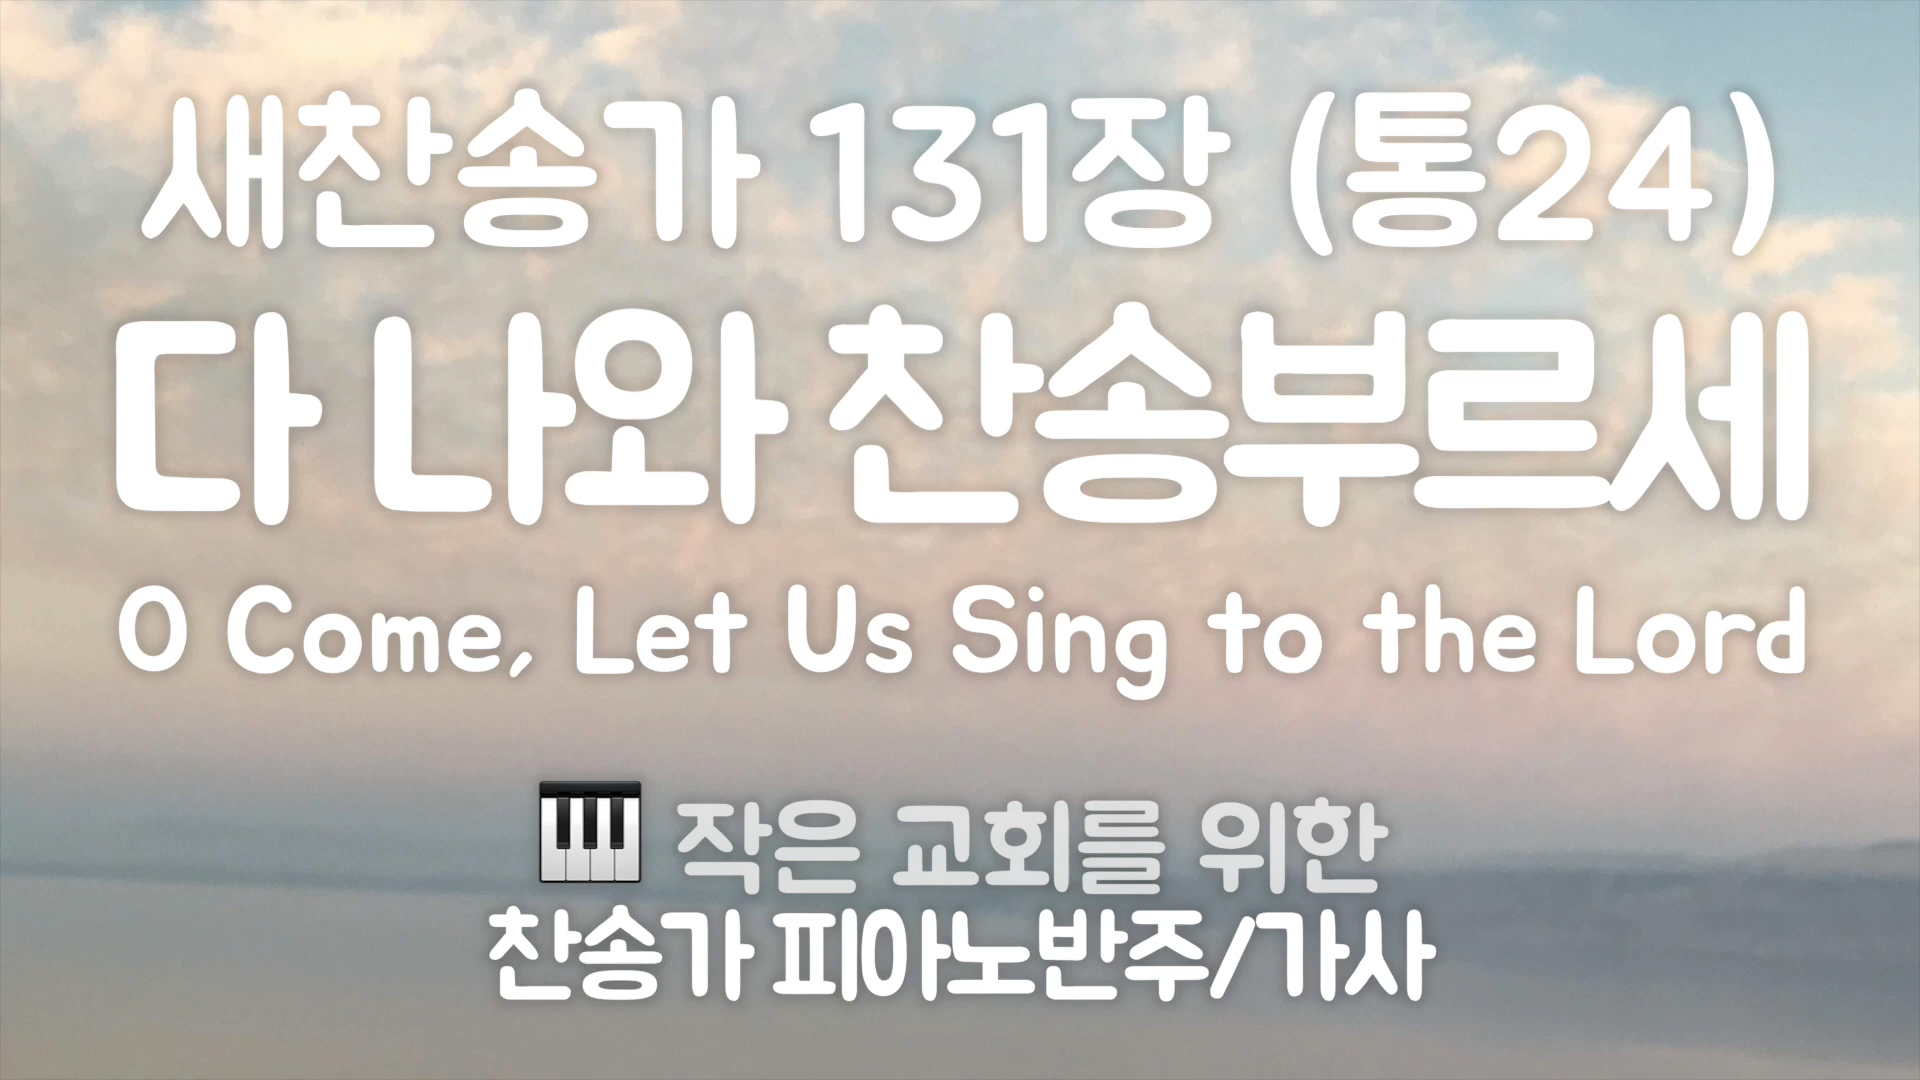 새찬송가 131장 (통24)
다 나와 찬송부르세
O Come, Let Us Sing to the Lord
🎹 작은 교회를 위한
찬송가 피아노반주/가사